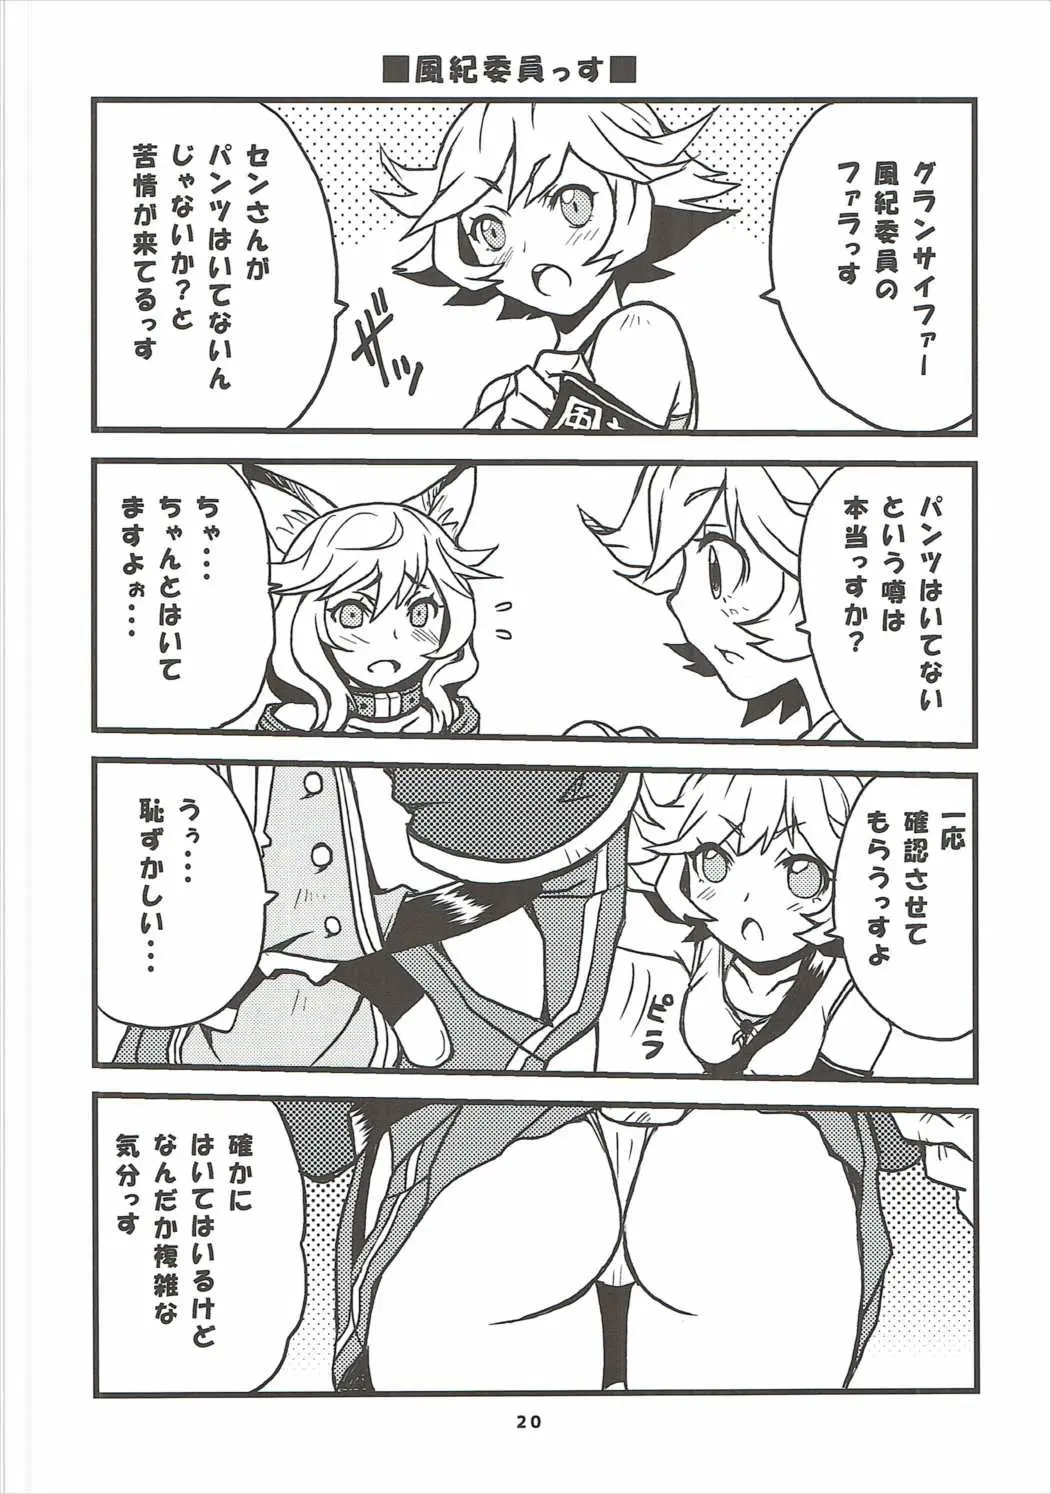 ■風紀委員っす■
グランサイファー
風紀委員の
ファラっす
センさんが
パンツはいてないん
じゃないか？と
苦情が来てるっす
ザッ
風
パンツはいてない
という噂は
本当っすか？
ちゃ・・・
ちゃんとはいて
ますよぉ・・・
一応
確認させて
もらうっすよ
ピラ
うぅ・・・
恥ずかしい・・・
確かに
はいてはいるけど
なんだか複雑な
気分っす
20